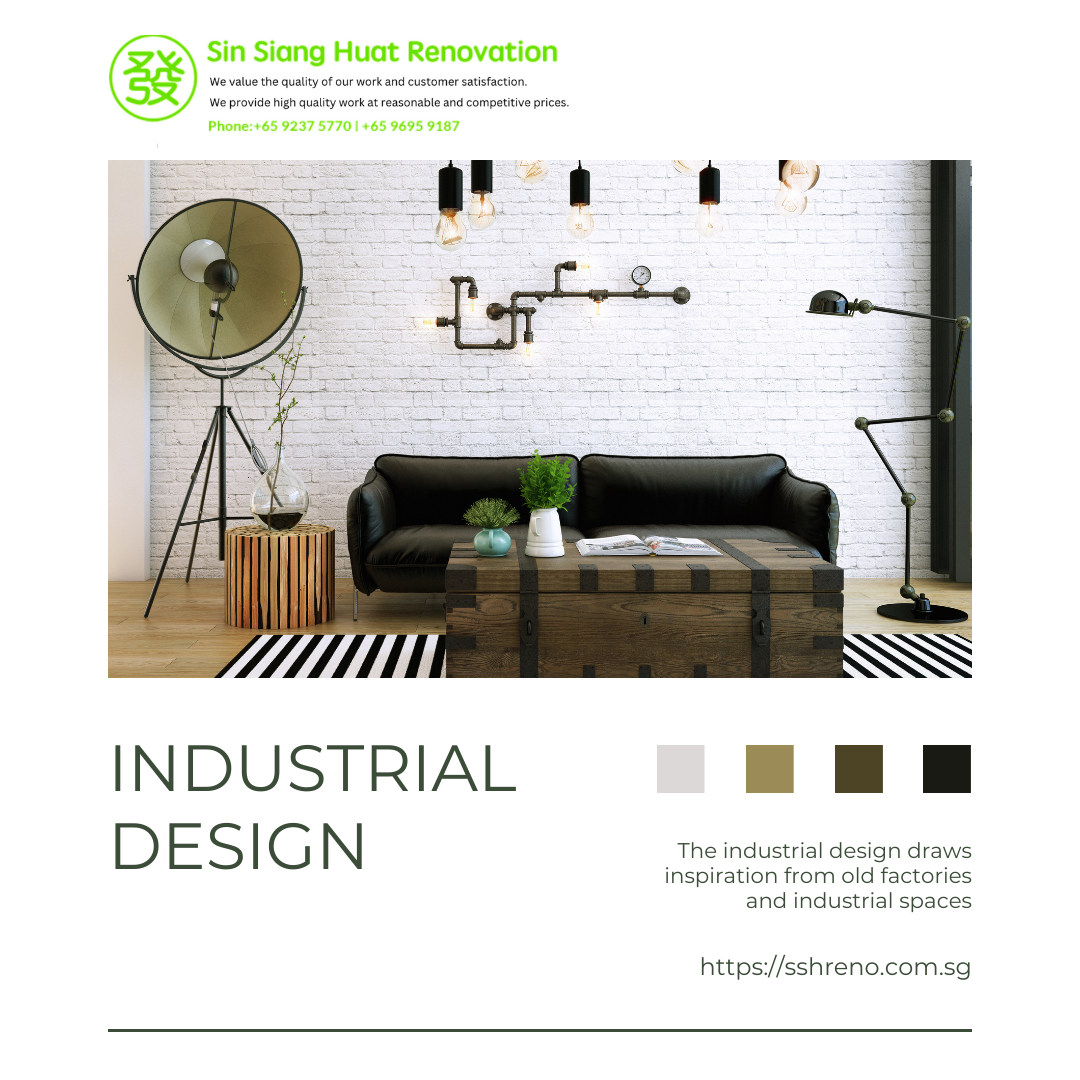 發
Sin Siang Huat Renovation
We value the quality of our work and customer satisfaction.
We provide high quality work at reasonable and competitive prices.
Phone:+65 9237 5770 | +65 9695 9187
INDUSTRIAL
DESIGN
The industrial design draws
inspiration from old factories
and industrial spaces
https://sshreno.com.sg